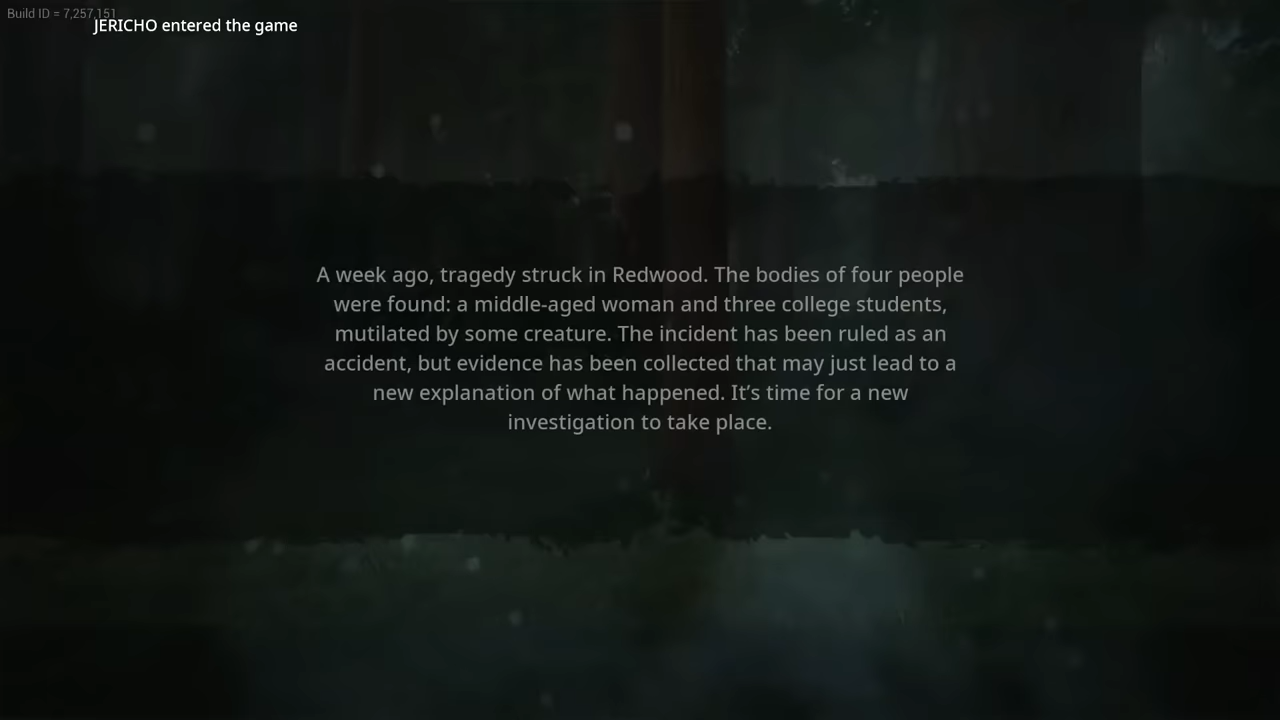 Build ID = 7,257,151
JERICHO entered the game
A week ago, tragedy struck in Redwood. The bodies of four people
were found: a middle-aged woman and three college students,
mutilated by some creature. The incident has been ruled as an
accident, but evidence has been collected that may just lead to a
new explanation of what happened. It’s time for a new
investigation to take place.